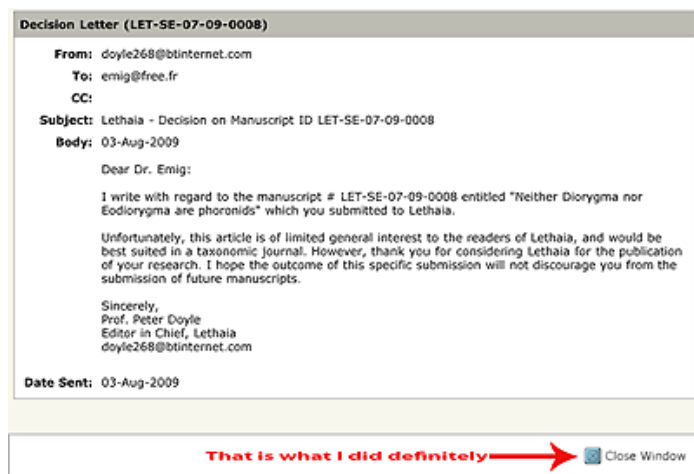 Decision Letter (LET-SE-07-09-0008)
From: doyle268@btinternet.com
To: emig@free.fr
CC:
Subject: Lethaia - Decision on Manuscript ID LET-SE-07-09-0008
Body: 03-Aug-2009
Dear Dr. Emig:
I write with regard to the manuscript # LET-SE-07-09-0008 entitled "Neither Diorygma nor
Eodiorygma are phoronids" which you submitted to Lethaia.
Unfortunately, this article is of limited general interest to the readers of Lethaia, and would be
best suited in a taxonomic journal. However, thank you for considering Lethaia for the publication
of your research. I hope the outcome of this specific submission will not discourage you from the
submission of future manuscripts.
Sincerely,
Prof. Peter Doyle
Editor in Chief, Lethaia
doyle268@btinternet.com
Date Sent: 03-Aug-2009
That is what I did definitely Close Window